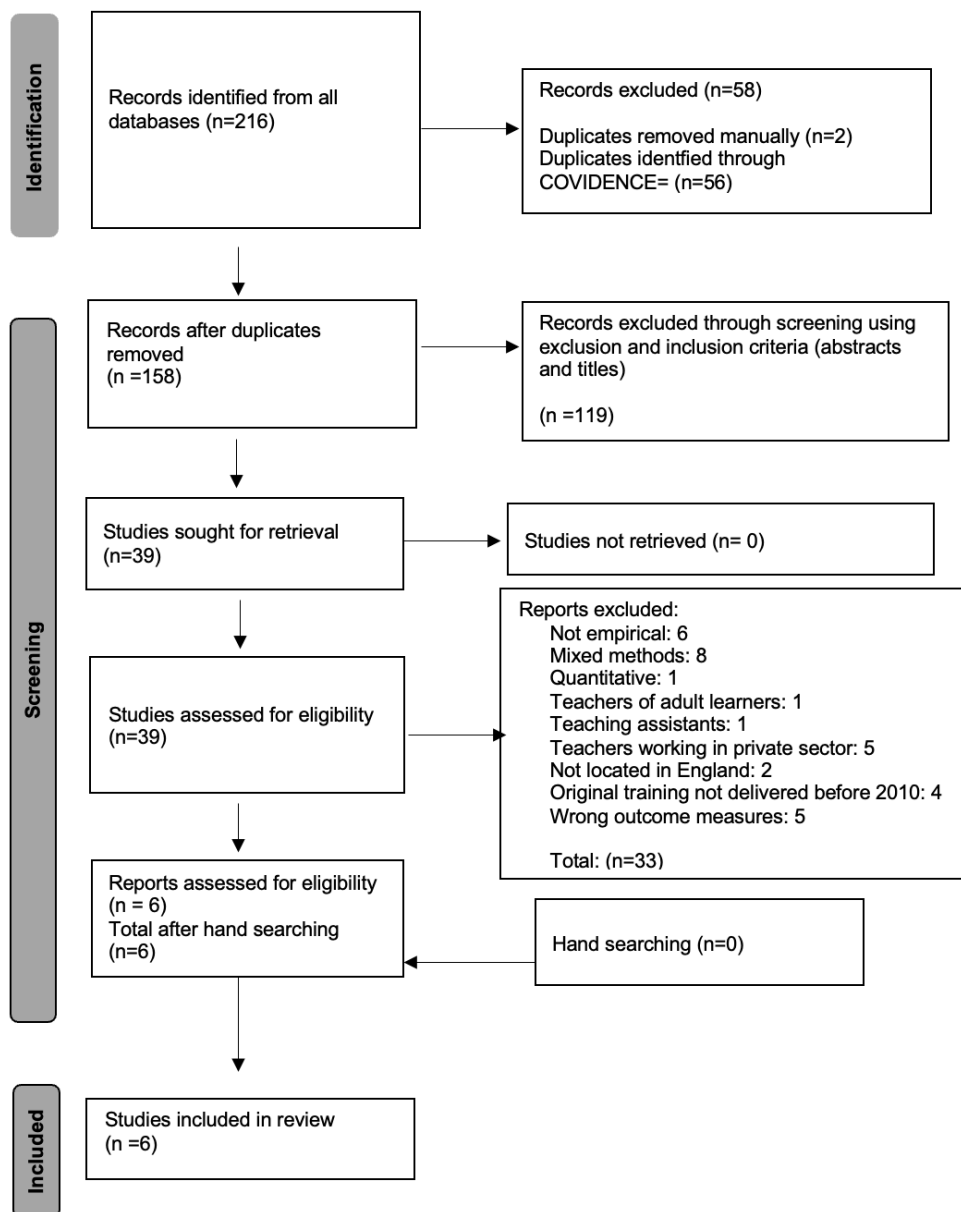 Identification
Records identified from all
databases (n=216)
Records excluded (n=58)
Duplicates removed manually (n=2)
Duplicates identfied through
COVIDENCE= (n=56)
Screening
Records after duplicates
removed
(n =158)
Records excluded through screening using
exclusion and inclusion criteria (abstracts
and titles)
(n =119)
Studies sought for retrieval
(n=39)
Studies not retrieved (n= 0)
Studies assessed for eligibility
(n=39)
Reports excluded:
Not empirical: 6
Mixed methods: 8
Quantitative: 1
Teachers of adult learners: 1
Teaching assistants: 1
Teachers working in private sector: 5
Not located in England: 2
Original training not delivered before 2010: 4
Wrong outcome measures: 5
Total: (n=33)
Reports assessed for eligibility
(n = 6)
Total after hand searching
(n=6)
Hand searching (n=0)
Included
Studies included in review
(n =6)